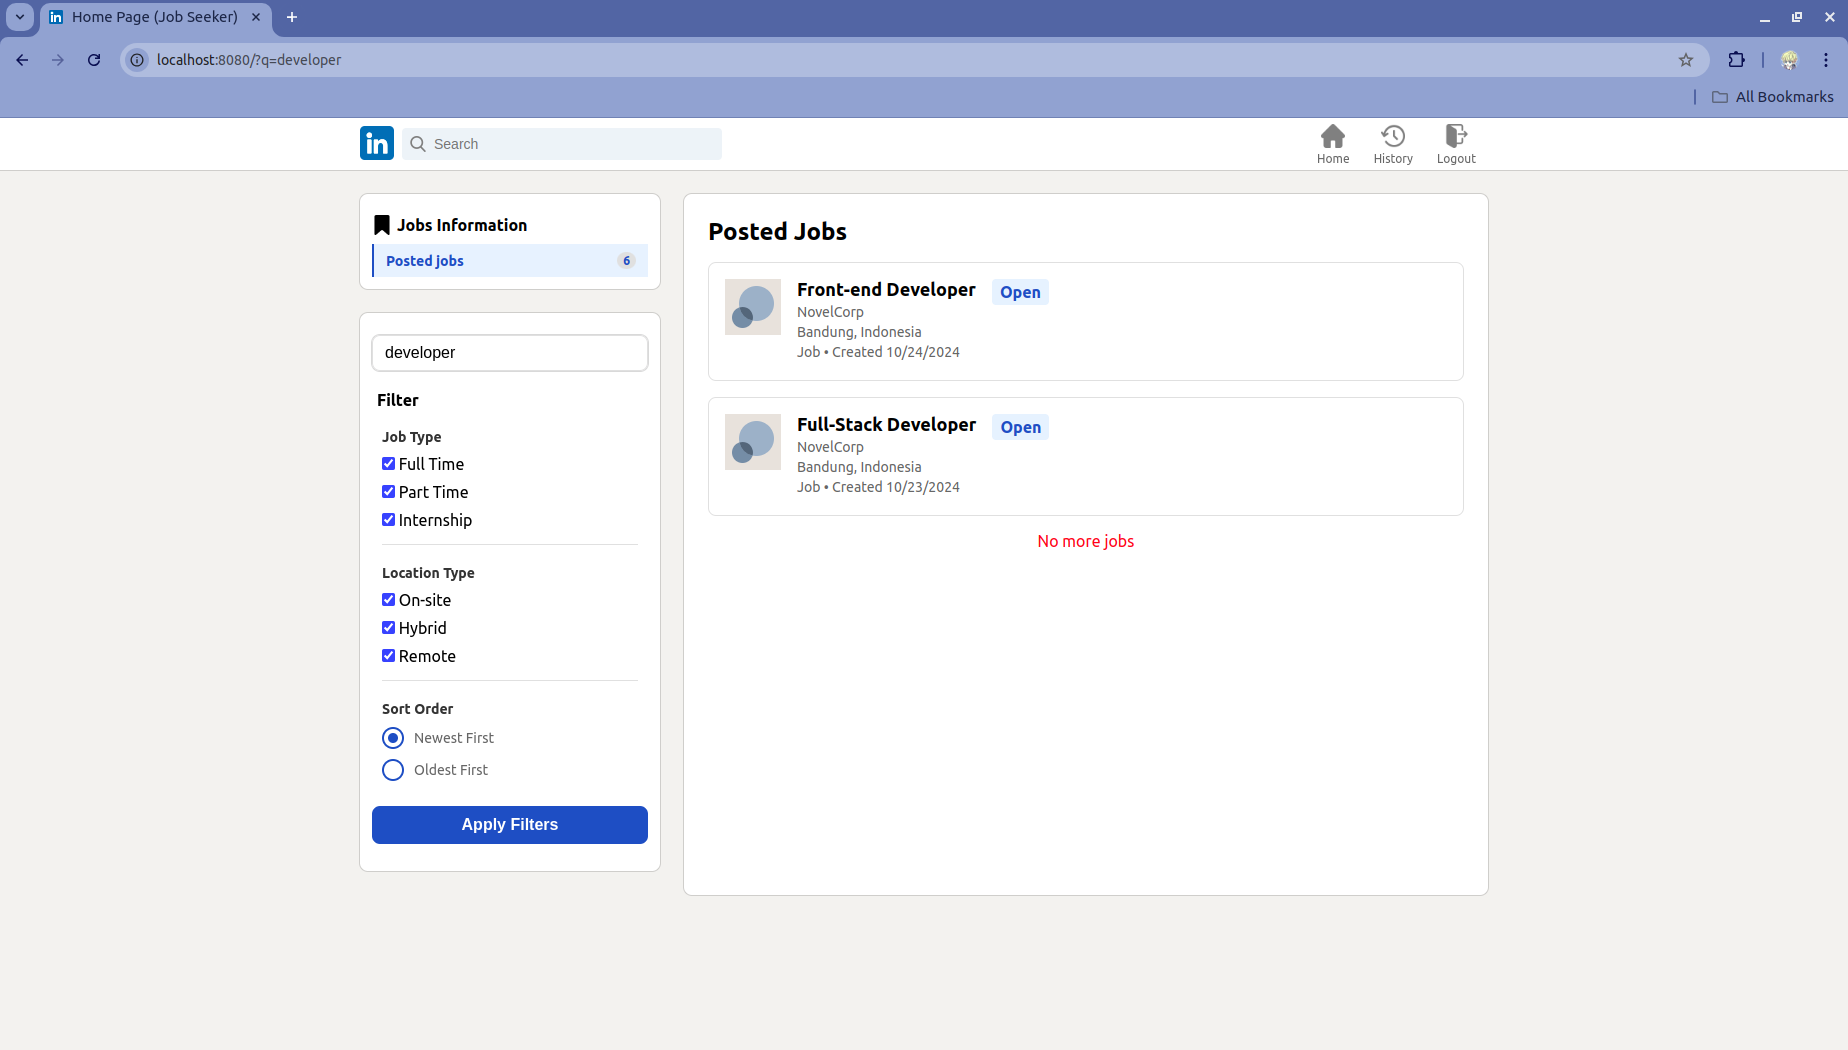 Home Page (Job Seeker)
localhost:8080/?q=developer
All Bookmarks
in
Search
Home
History
Logout
Jobs Information
Posted jobs 6
developer
Filter
Job Type
Full Time
Part Time
Internship
Location Type
On-site
Hybrid
Remote
Sort Order
Newest First
Oldest First
Apply Filters
Posted Jobs
Front-end Developer Open
NovelCorp
Bandung, Indonesia
Job • Created 10/24/2024
Full-Stack Developer Open
NovelCorp
Bandung, Indonesia
Job • Created 10/23/2024
No more jobs